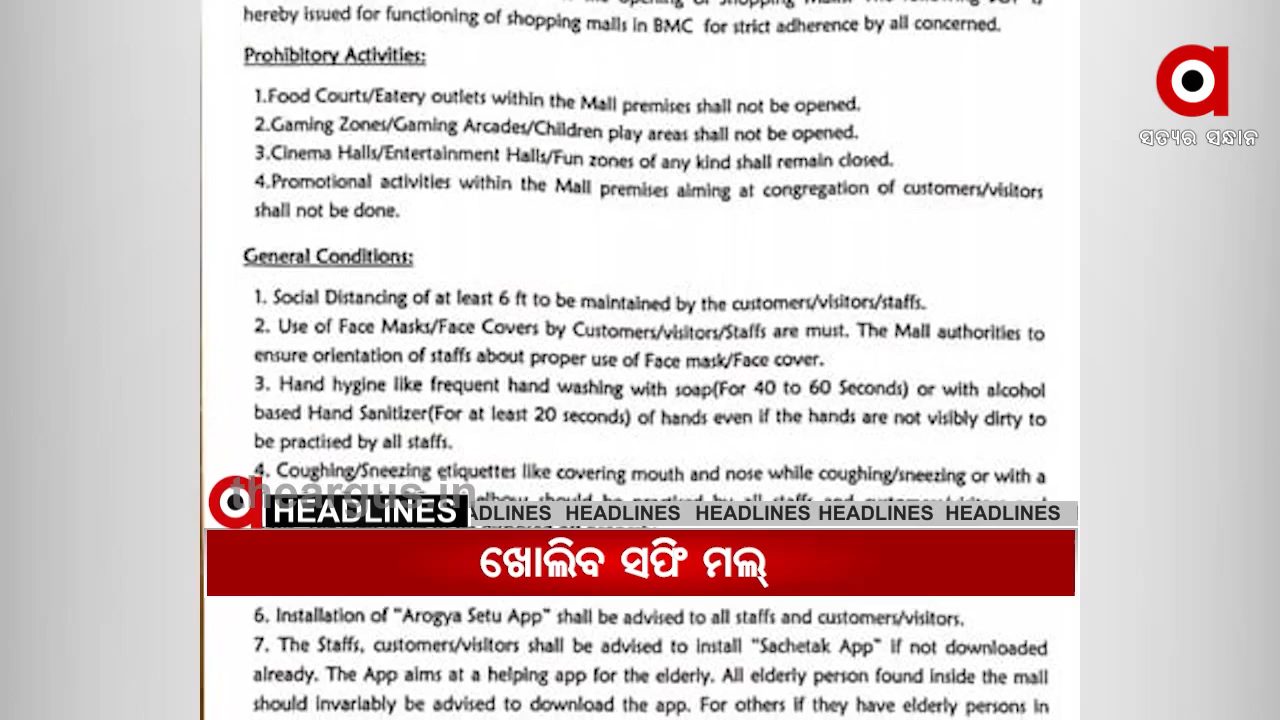 hereby issued for functioning of shopping malls in BMC for strict adherence by all concerned.
Prohibitory Activities:
1.Food Courts/Eatery outlets within the Mall premises shall not be opened.
2.Gaming Zones/Gaming Arcades/Children play areas shall not be opened.
3.Cinema Halls/Entertainment Halls/Fun zones of any kind shall remain closed.
4.Promotional activities within the Mall premises aiming at congregation of customers/visitors
shall not be done.
General Conditions:
1. Social Distancing of at least 6 ft to be maintained by the customers/visitors/staffs.
2. Use of Face Masks/Face Covers by Customers/visitors/Staffs are must. The Mall authorities to
ensure orientation of staffs about proper use of Face mask/Face cover.
3. Hand hygine like frequent hand washing with soap(For 40 to 60 Seconds) or with alcohol
based Hand Sanitizer(For at least 20 seconds) of hands even if the hands are not visibly dirty to
be practised by all staffs.
4. Coughing/Sneezing etiquettes like covering mouth and nose while coughing/sneezing or with a
theargus.in
HEADLINES ADLINES HEADLINES HEADLINES HEADLINES HEADLINES
ଖୋଲିବ ସପିଂ ମଲ୍
6. Installation of "Arogya Setu App" shall be advised to all staffs and customers/visitors.
7. The Staffs, customers/visitors shall be advised to install "Sachetak App" if not downloaded
already. The App aims at a helping app for the elderly. All elderly person found inside the mall
should invariably be advised to download the app. For others if they have elderly persons in
a
ସତ୍ୟର ସନ୍ଧାନ